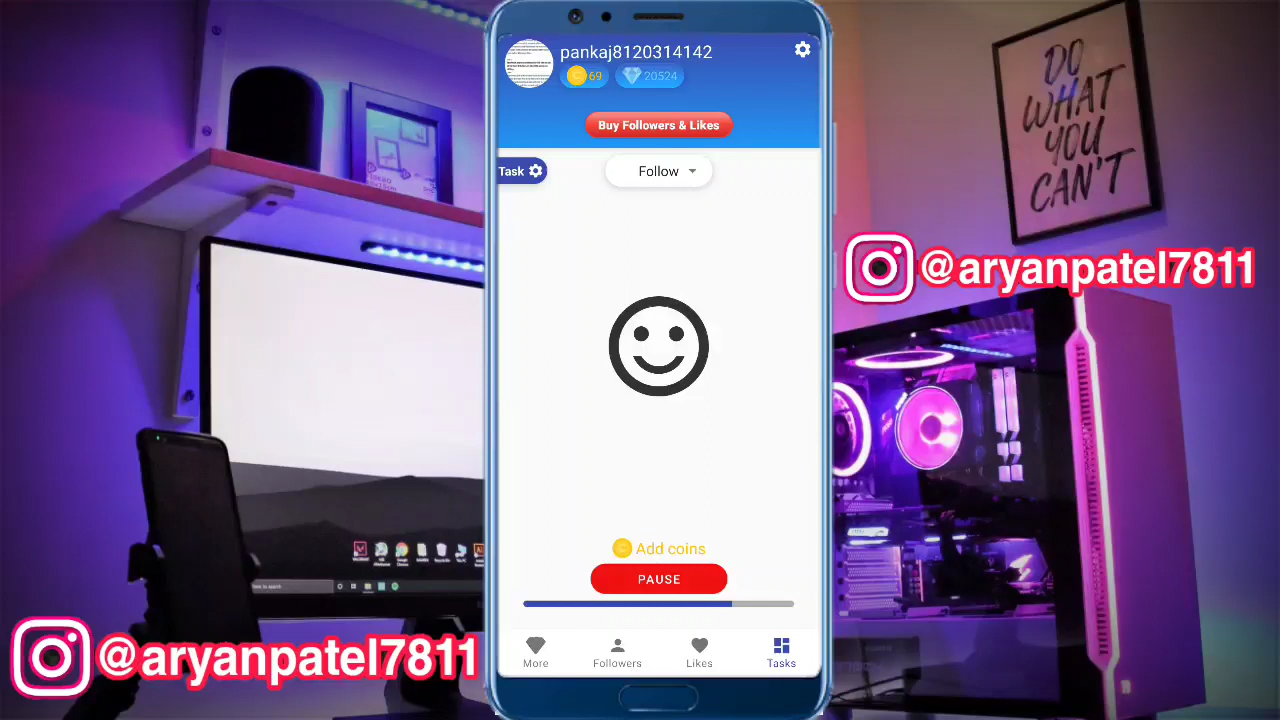 pankaj8120314142
69
20524
Buy Followers & Likes
Task
Follow
Add coins
PAUSE
More
Followers
Likes
Tasks
DO
WHAT
YOU
CAN'T
@aryanpatel7811
@aryanpatel7811